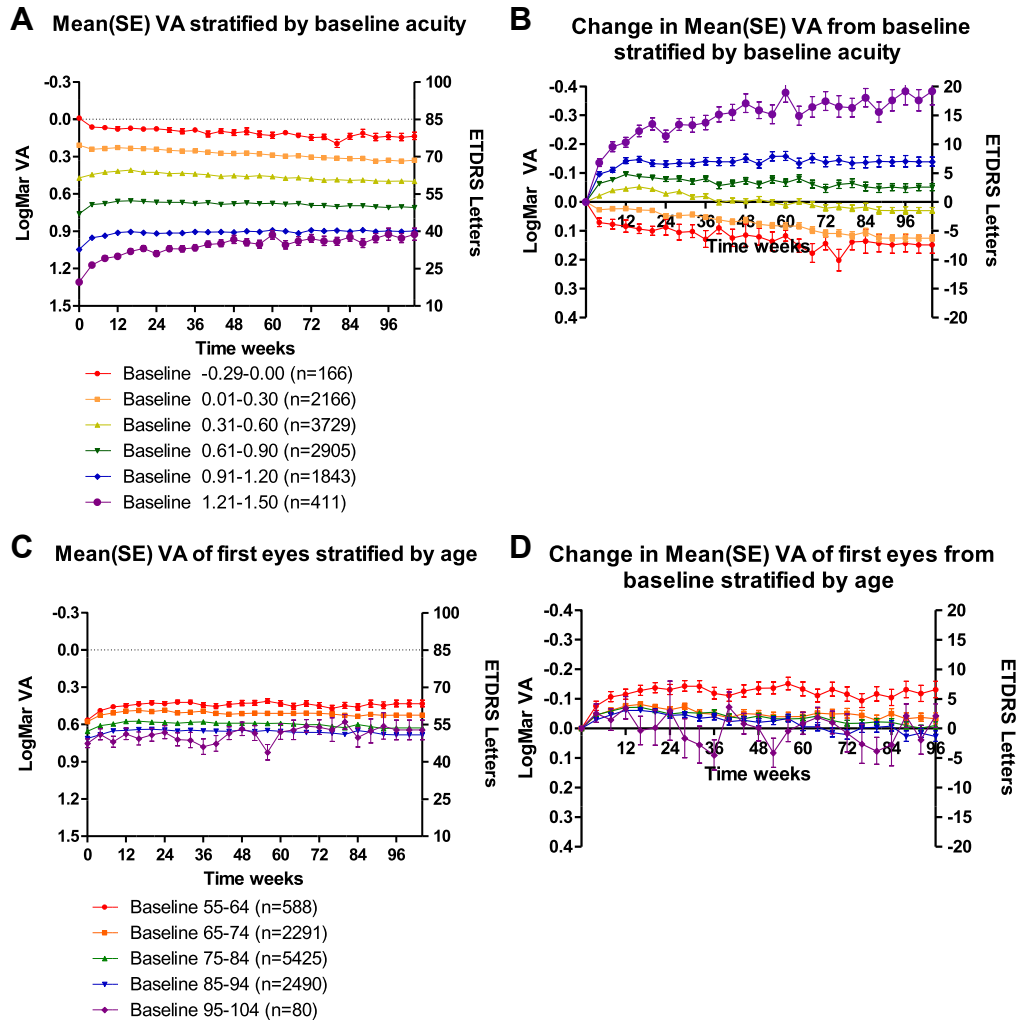 A Mean(SE) VA stratified by baseline acuity
-0.3
0.0
0.3
0.6
0.9
1.2
1.5
LogMar VA
100
85
70
55
40
25
10
ETDRS Letters
0 12 24 36 48 60 72 84 96
Time weeks
Baseline -0.29-0.00 (n=166)
Baseline 0.01-0.30 (n=2166)
Baseline 0.31-0.60 (n=3729)
Baseline 0.61-0.90 (n=2905)
Baseline 0.91-1.20 (n=1843)
Baseline 1.21-1.50 (n=411)
B Change in Mean(SE) VA from baseline
stratified by baseline acuity
-0.4
-0.3
-0.2
-0.1
0.0
0.1
0.2
0.3
0.4
LogMar VA
20
15
10
5
0
-5
-10
-15
-20
ETDRS Letters
12 24 36 48 60 72 84 96
Time weeks
C Mean(SE) VA of first eyes stratified by age
-0.3
0.0
0.3
0.6
0.9
1.2
1.5
LogMar VA
100
85
70
55
40
25
10
ETDRS Letters
0 12 24 36 48 60 72 84 96
Time weeks
Baseline 55-64 (n=588)
Baseline 65-74 (n=2291)
Baseline 75-84 (n=5425)
Baseline 85-94 (n=2490)
Baseline 95-104 (n=80)
D Change in Mean(SE) VA of first eyes from
baseline stratified by age
-0.4
-0.3
-0.2
-0.1
0.0
0.1
0.2
0.3
0.4
LogMar VA
20
15
10
5
0
-5
-10
-15
-20
ETDRS Letters
12 24 36 48 60 72 84 96
Time weeks